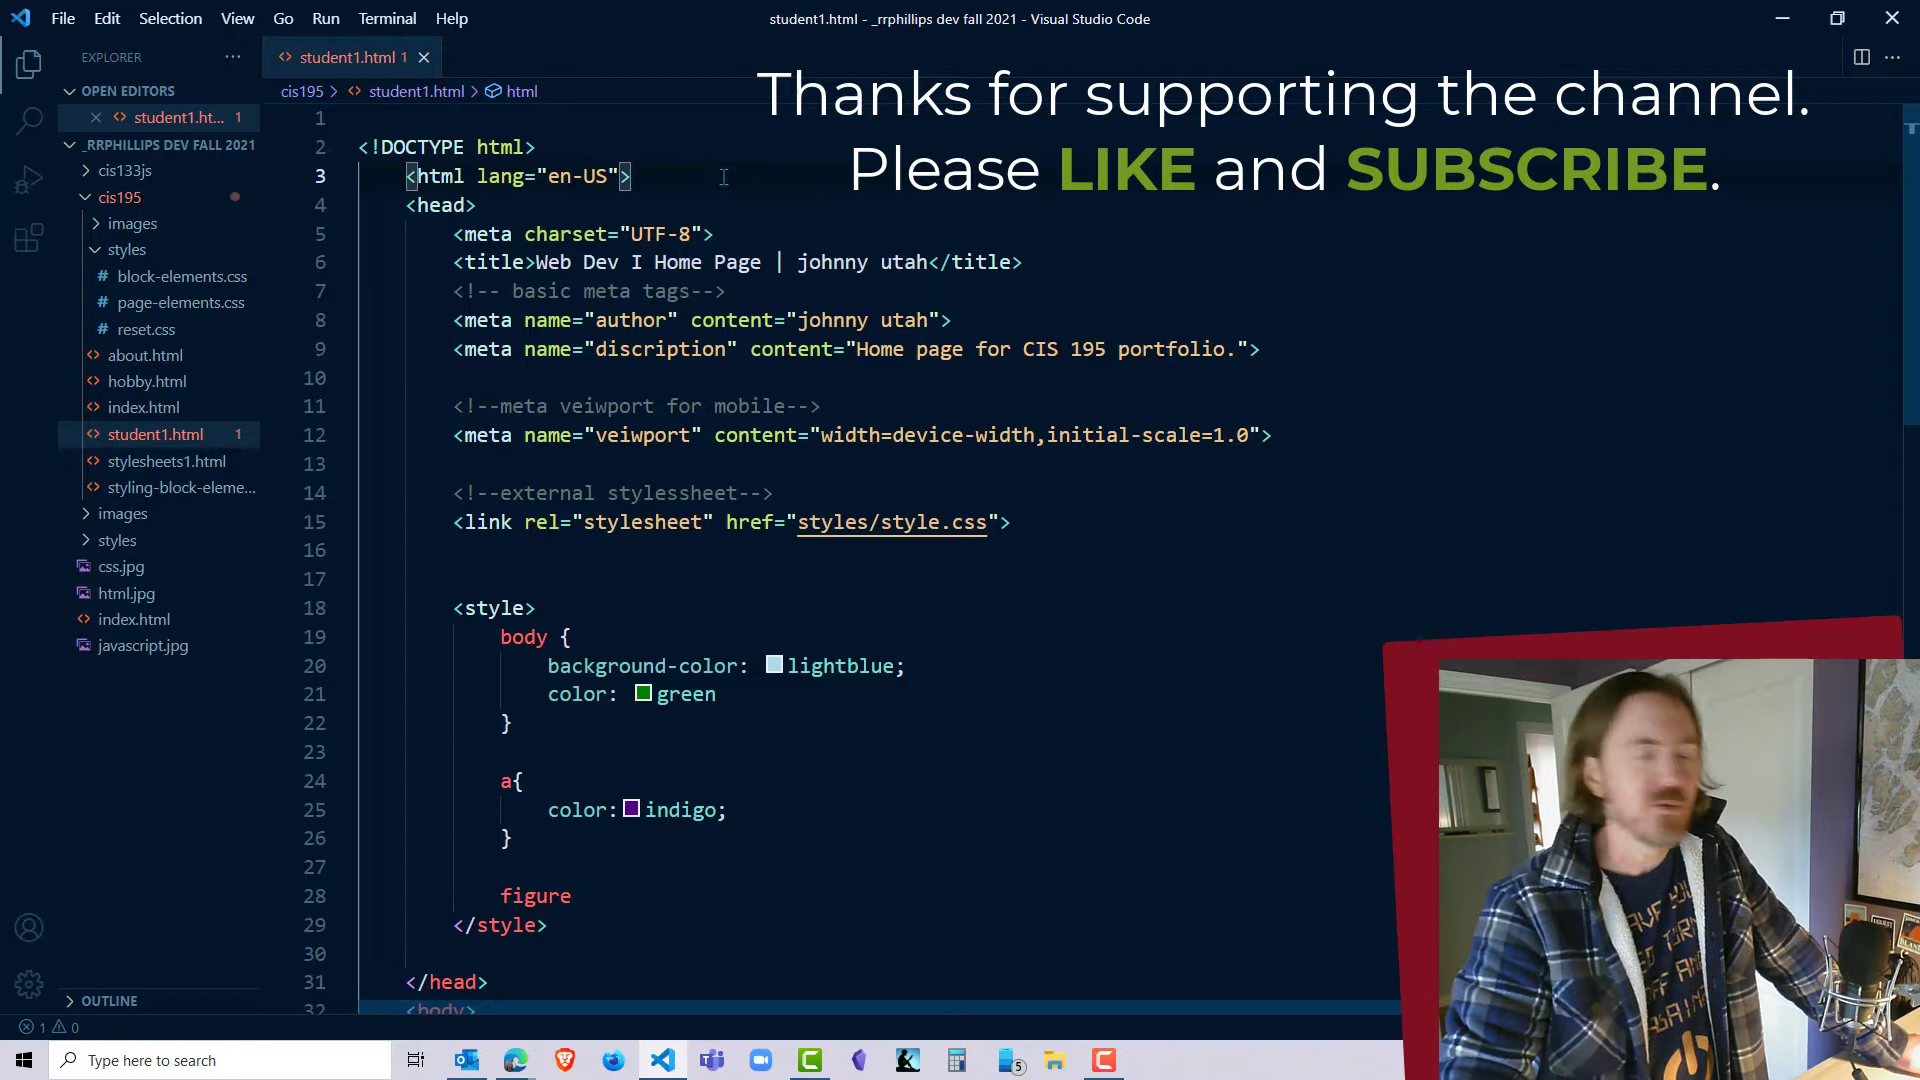 File Edit Selection View Go Run Terminal Help
student1.html - _rrphillips dev fall 2021 - Visual Studio Code
EXPLORER
OPEN EDITORS
student1.ht... 1
_RRPHILLIPS DEV FALL 2021
cis133js
cis195
images
styles
block-elements.css
page-elements.css
reset.css
about.html
hobby.html
index.html
student1.html 1
stylesheets1.html
styling-block-eleme...
images
styles
css.jpg
html.jpg
index.html
javascript.jpg
OUTLINE
student1.html 1
cis195 > student1.html > html
Thanks for supporting the channel.
Please LIKE and SUBSCRIBE.
1
2 <!DOCTYPE html>
3 <html lang="en-US">
4 <head>
5 <meta charset="UTF-8">
6 <title>Web Dev I Home Page | johnny utah</title>
7 <!-- basic meta tags-->
8 <meta name="author" content="johnny utah">
9 <meta name="discription" content="Home page for CIS 195 portfolio.">
10
11 <!--meta veiwport for mobile-->
12 <meta name="veiwport" content="width=device-width,initial-scale=1.0">
13
14 <!--external stylessheet-->
15 <link rel="stylesheet" href="styles/style.css">
16
17
18 <style>
19 body {
20 background-color: lightblue;
21 color: green
22 }
23
24 a{
25 color: indigo;
26 }
27
28 figure
29 </style>
30
31 </head>
32 <body>
1 0
Type here to search
5